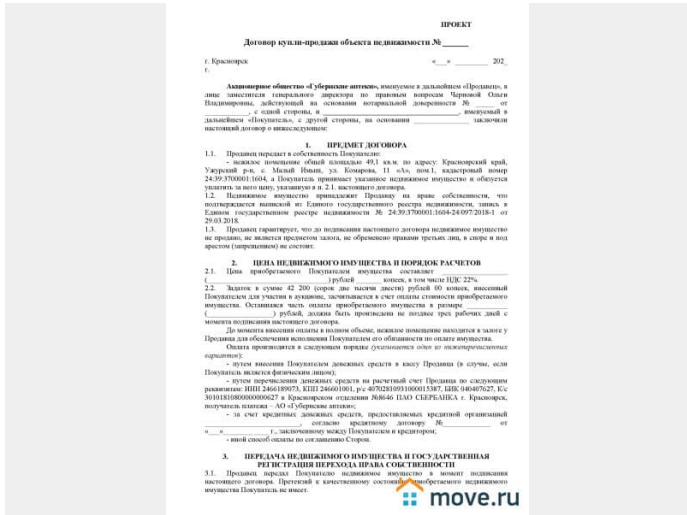 ПРОЕКТ
Договор купли-продажи объекта недвижимости № ______
г. Красноярск «___» _________ 202_
г.
Акционерное общество «Губернские аптеки», именуемое в дальнейшем «Продавец», в
лице заместителя генерального директора по правовым вопросам Черновой Ольги
Владимировны, действующей на основании нотариальной доверенности № _____ от
___________, с одной стороны, и ______________________________, именуемый в
дальнейшем «Покупатель», с другой стороны, на основании _____________ заключили
настоящий договор о нижеследующем:
1. ПРЕДМЕТ ДОГОВОРА
1.1. Продавец передает в собственность Покупателю:
- нежилое помещение общей площадью 49,1 кв.м. по адресу: Красноярский край,
Ужурский р-н, с. Малый Имыш, ул. Комарова, 11 «А», пом.1, кадастровый номер
24:39:3700001:1604, а Покупатель принимает указанное недвижимое имущество и обязуется
уплатить за него цену, указанную в п. 2.1. настоящего договора.
1.2. Недвижимое имущество принадлежит Продавцу на праве собственности, что
подтверждается выпиской из Единого государственного реестра недвижимости, запись в
Едином государственном реестре недвижимости № 24:39:3700001:1604-24/097/2018-1 от
29.03.2018.
1.3. Продавец гарантирует, что до подписания настоящего договора недвижимое имущество
не продано, не является предметом залога, не обременено правами третьих лиц, в споре и под
арестом (запрещением) не состоит.
2. ЦЕНА НЕДВИЖИМОГО ИМУЩЕСТВА И ПОРЯДОК РАСЧЕТОВ
2.1. Цена приобретаемого Покупателем имущества составляет ________________
(______________________________) рублей ______ копеек, в том числе НДС 22%.
2.2. Задаток в сумме 42 200 (сорок две тысячи двести) рублей 00 копеек, внесенный
Покупателем для участия в аукционе, засчитывается в счет оплаты стоимости приобретаемого
имущества. Оставшаяся часть оплаты приобретаемого имущества в размере _________
(________________) рублей, должна быть произведена не позднее трех рабочих дней с
момента подписания настоящего договора.
До момента внесения оплаты в полном объеме, нежилое помещение находится в залоге у
Продавца для обеспечения исполнения Покупателем его обязанности по оплате имущества.
Оплата производится в следующем порядке (указывается один из нижеперечисленных
вариантов):
- путем внесения Покупателем денежных средств в кассу Продавца (в случае, если
Покупатель является физическим лицом);
- путем перечисления денежных средств на расчетный счет Продавца по следующим
реквизитам: ИНН 2466189073, КПП 246601001, р/с 40702810931000015387, БИК 040407627, К/с
30101810800000000627 в Красноярском отделении №8646 ПАО СБЕРБАНКА г. Красноярск,
получатель платежа – АО «Губернские аптеки»;
- за счет кредитных денежных средств, предоставляемых кредитной организацией
_______________________, согласно кредитному договору №____________ от
«___»____________ г., заключенному между Покупателем и кредитором;
- иной способ оплаты по соглашению Сторон.
3. ПЕРЕДАЧА НЕДВИЖИМОГО ИМУЩЕСТВА И ГОСУДАРСТВЕННАЯ
РЕГИСТРАЦИЯ ПЕРЕХОДА ПРАВА СОБСТВЕННОСТИ
3.1. Продавец передал Покупателю недвижимое имущество в момент подписания
настоящего договора. Претензий к качественному состоянию приобретаемого недвижимого
имущества Покупатель не имеет.
move.ru